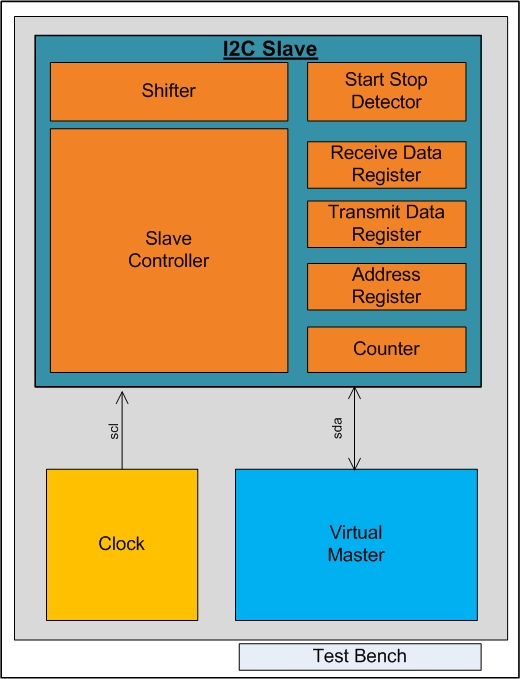 I2C Slave
Shifter
Start Stop
Detector
Receive Data
Register
Transmit Data
Register
Slave
Controller
Address
Register
Counter
scl
sda
Clock
Virtual
Master
Test Bench